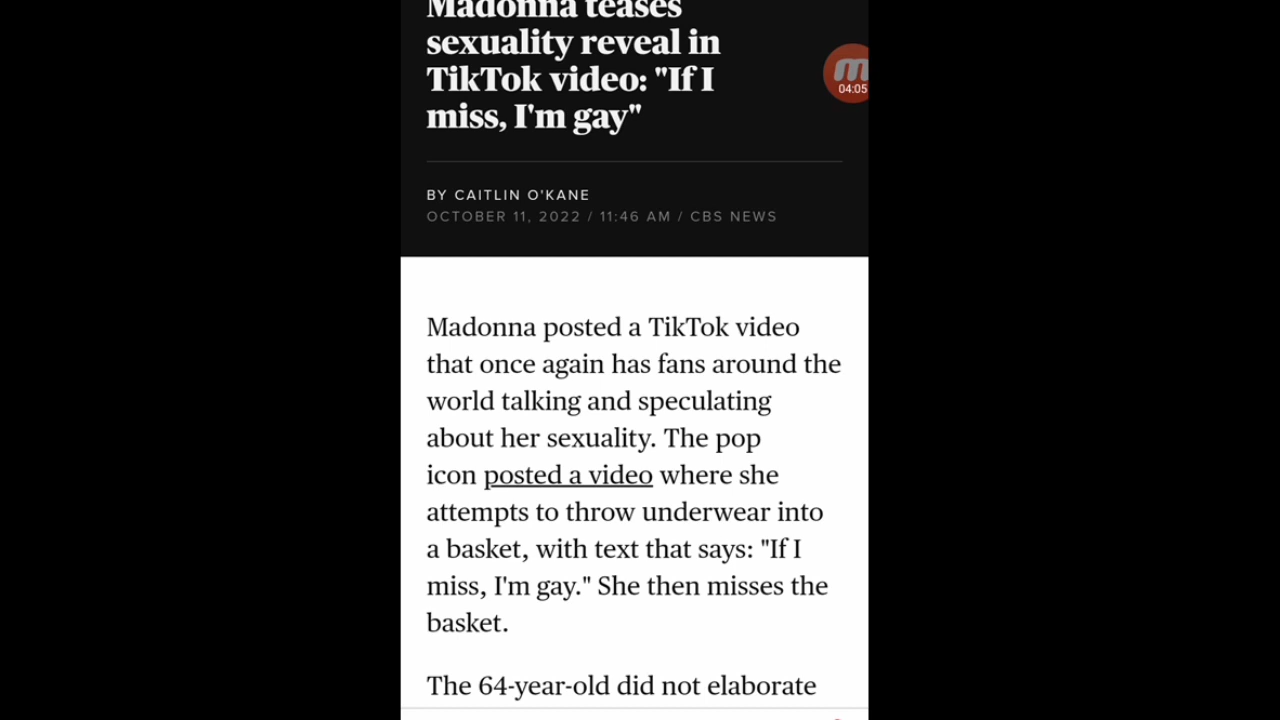 Madonna teases
sexuality reveal in
TikTok video: "If I
miss, I'm gay"
04:05
BY CAITLIN O'KANE
OCTOBER 11, 2022 / 11:46 AM / CBS NEWS
Madonna posted a TikTok video
that once again has fans around the
world talking and speculating
about her sexuality. The pop
icon posted a video where she
attempts to throw underwear into
a basket, with text that says: "If I
miss, I'm gay." She then misses the
basket.
The 64-year-old did not elaborate